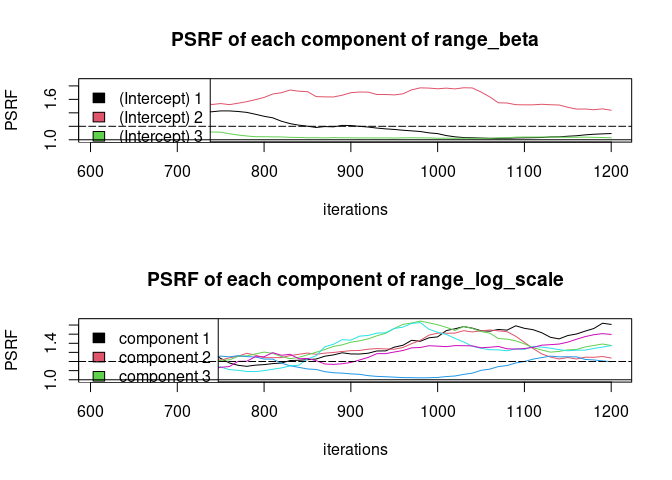 PSRF of each component of range_beta
PSRF
1.0 1.6
(Intercept) 1
(Intercept) 2
(Intercept) 3
600 700 800 900 1000 1100 1200
iterations
PSRF of each component of range_log_scale
PSRF
1.0 1.4
component 1
component 2
component 3
600 700 800 900 1000 1100 1200
iterations